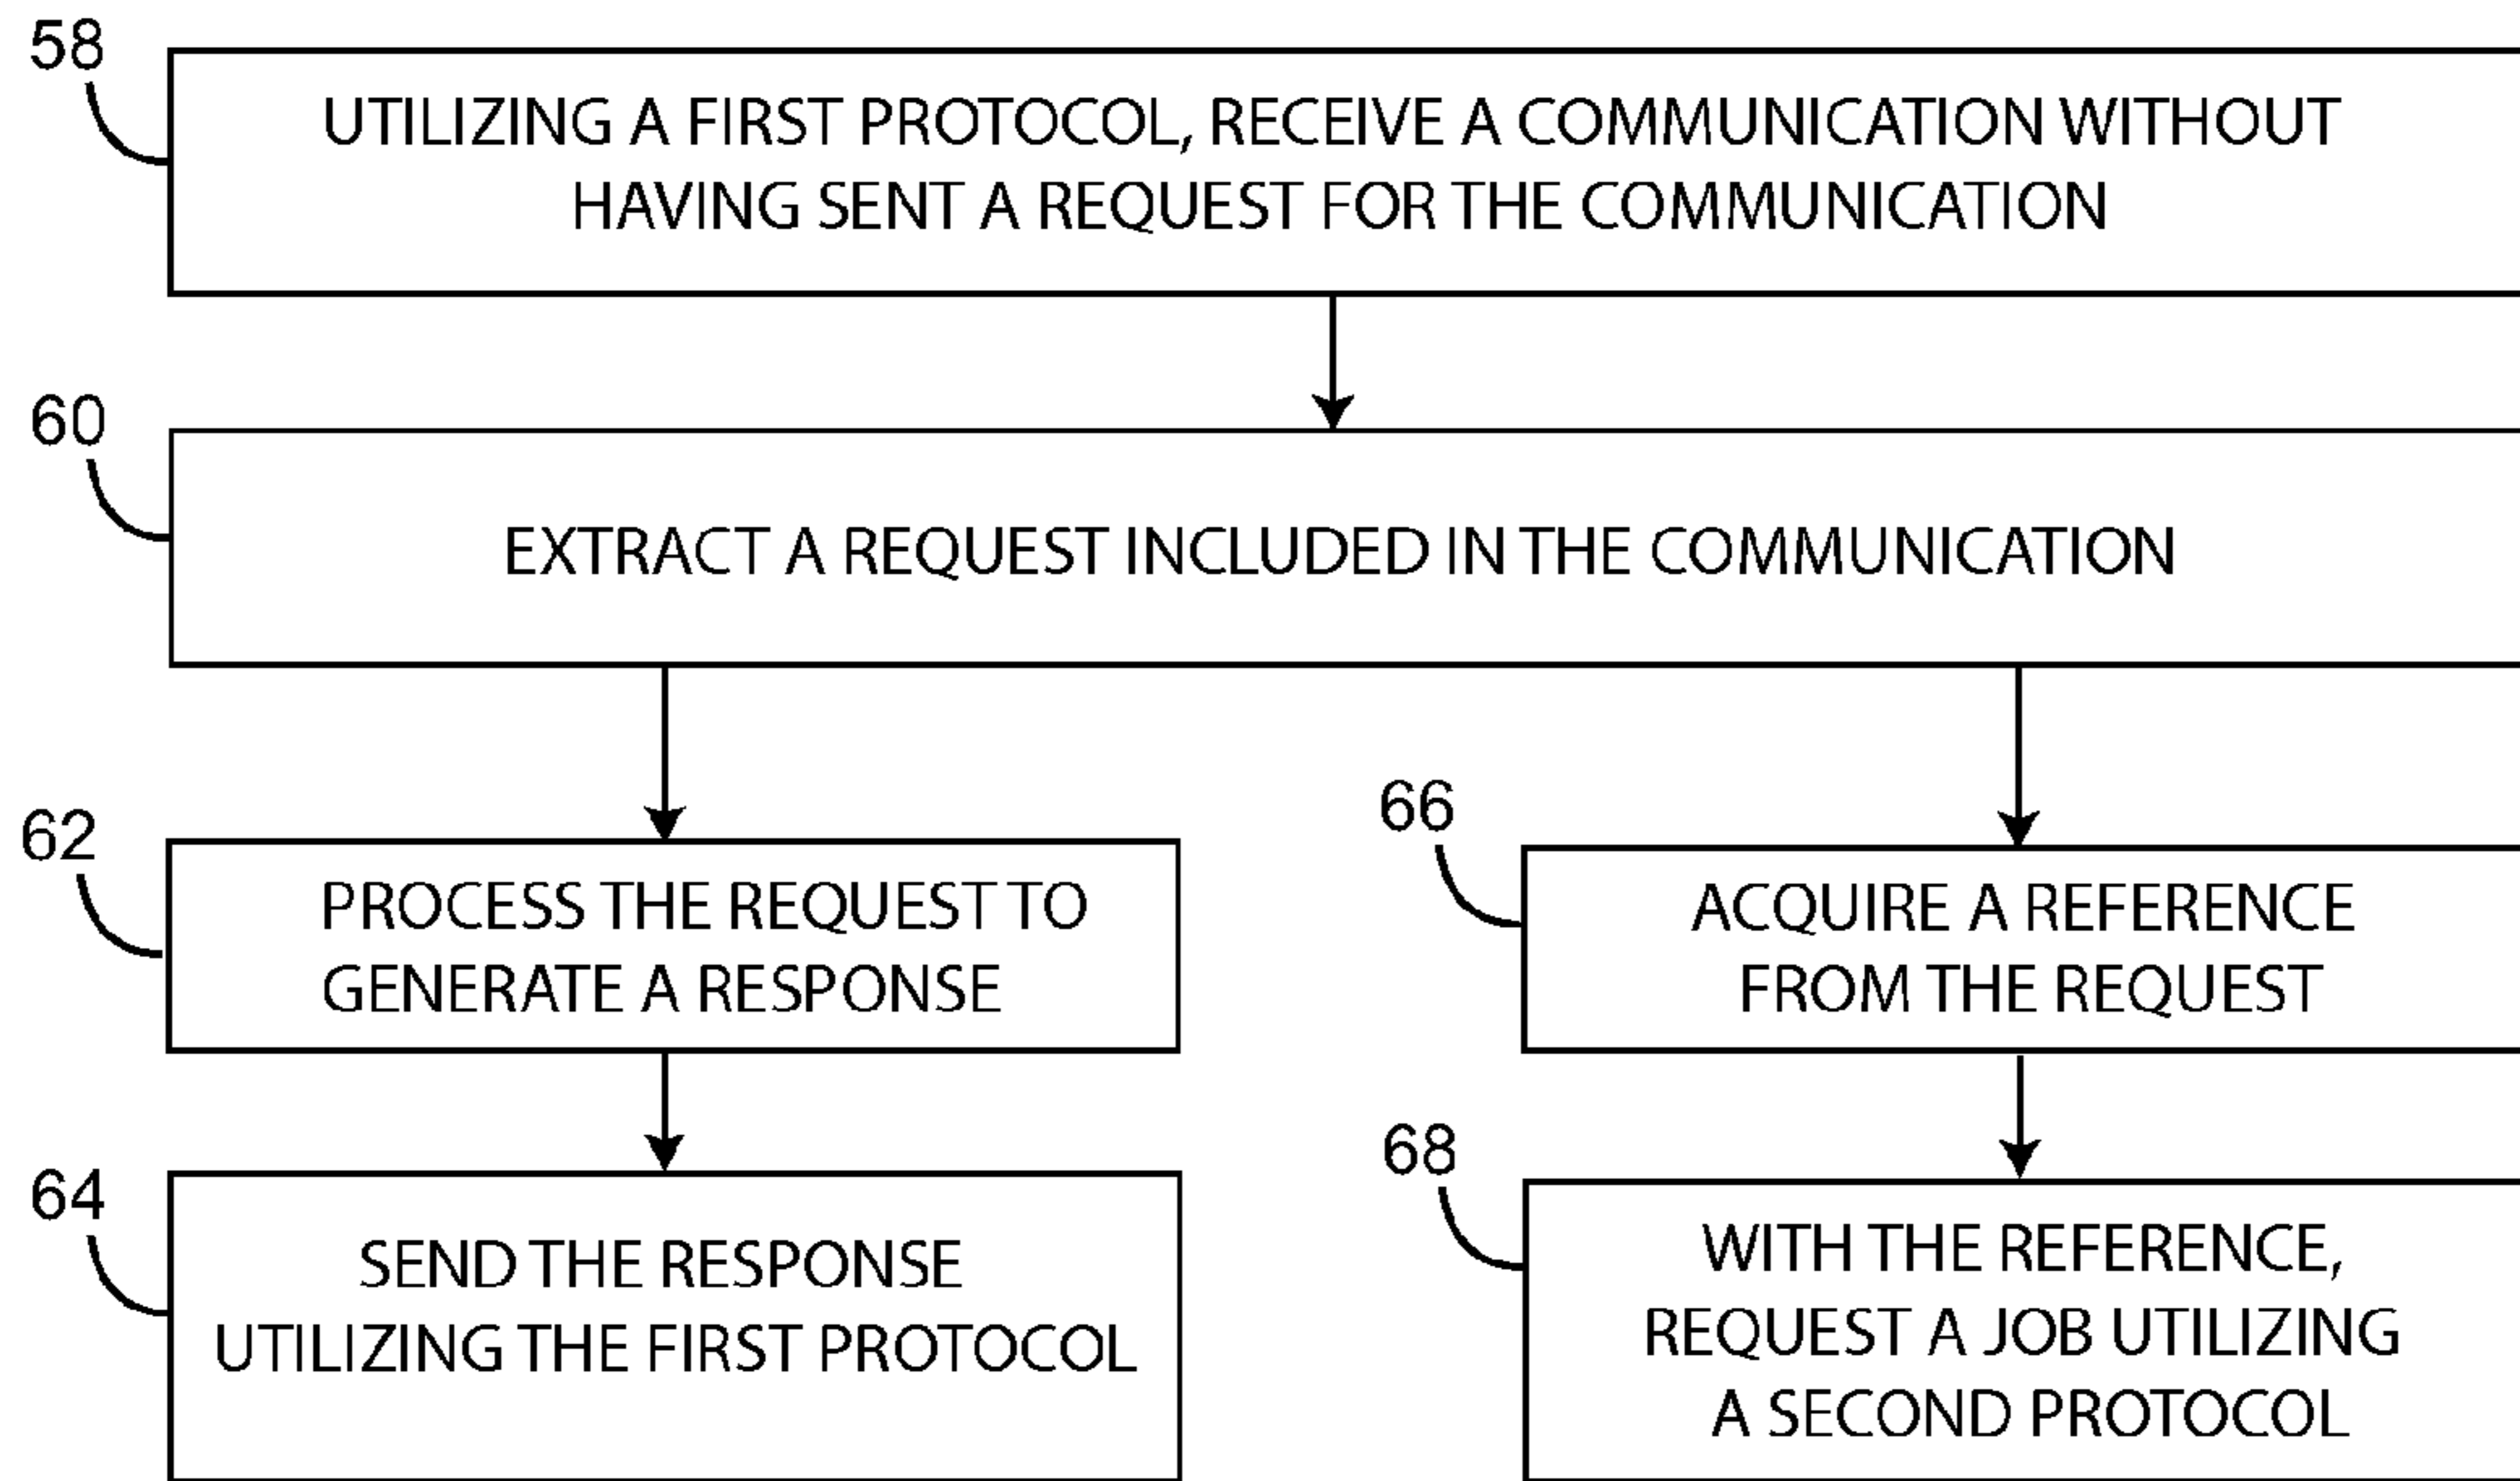 58
UTILIZING A FIRST PROTOCOL, RECEIVE A COMMUNICATION WITHOUT
HAVING SENT A REQUEST FOR THE COMMUNICATION
60
EXTRACT A REQUEST INCLUDED IN THE COMMUNICATION
62
PROCESS THE REQUEST TO
GENERATE A RESPONSE
64
SEND THE RESPONSE
UTILIZING THE FIRST PROTOCOL
66
ACQUIRE A REFERENCE
FROM THE REQUEST
68
WITH THE REFERENCE,
REQUEST A JOB UTILIZING
A SECOND PROTOCOL